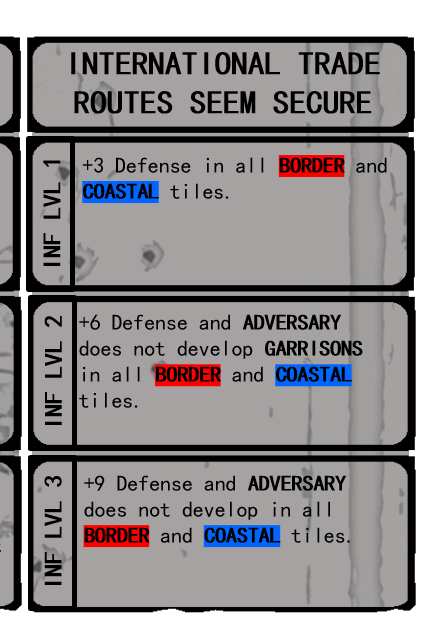 INTERNATIONAL TRADE
ROUTES SEEM SECURE
INF LVL 1
+3 Defense in all BORDER and
COASTAL tiles.
INF LVL 2
+6 Defense and ADVERSARY
does not develop GARRISONS
in all BORDER and COASTAL
tiles.
INF LVL 3
+9 Defense and ADVERSARY
does not develop in all
BORDER and COASTAL tiles.